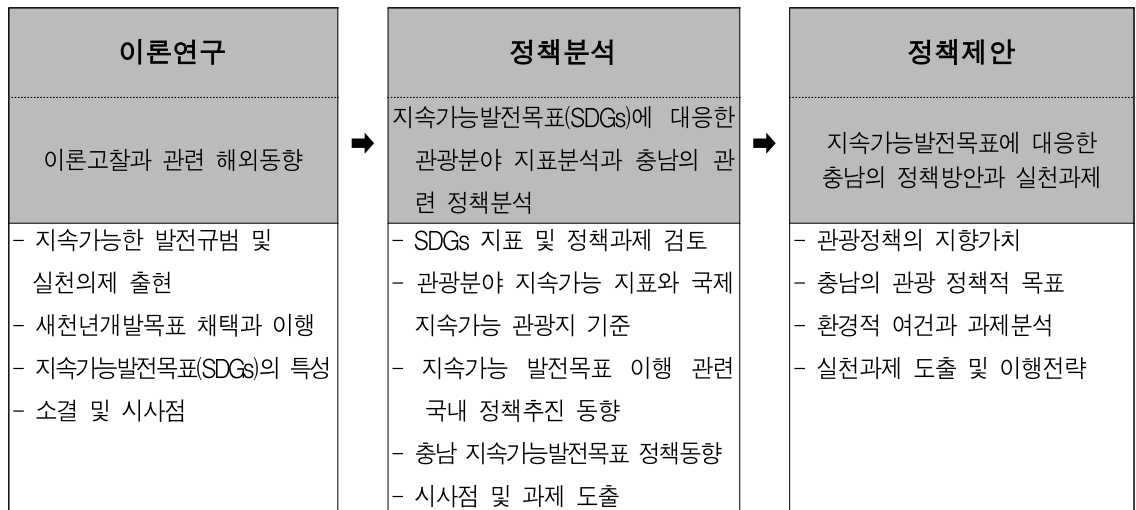 이론연구
이론고찰과 관련 해외동향
- 지속가능한 발전규범 및
실천의제 출현
- 새천년개발목표 채택과 이행
- 지속가능발전목표(SDGs)의 특성
- 소결 및 시사점
➡
정책분석
지속가능발전목표(SDGs)에 대응한
관광분야 지표분석과 충남의 관
련 정책분석
- SDGs 지표 및 정책과제 검토
- 관광분야 지속가능 지표와 국제
지속가능 관광지 기준
- 지속가능 발전목표 이행 관련
국내 정책추진 동향
- 충남 지속가능발전목표 정책동향
- 시사점 및 과제 도출
➡
정책제안
지속가능발전목표에 대응한
충남의 정책방안과 실천과제
- 관광정책의 지향가치
- 충남의 관광 정책적 목표
- 환경적 여건과 과제분석
- 실천과제 도출 및 이행전략